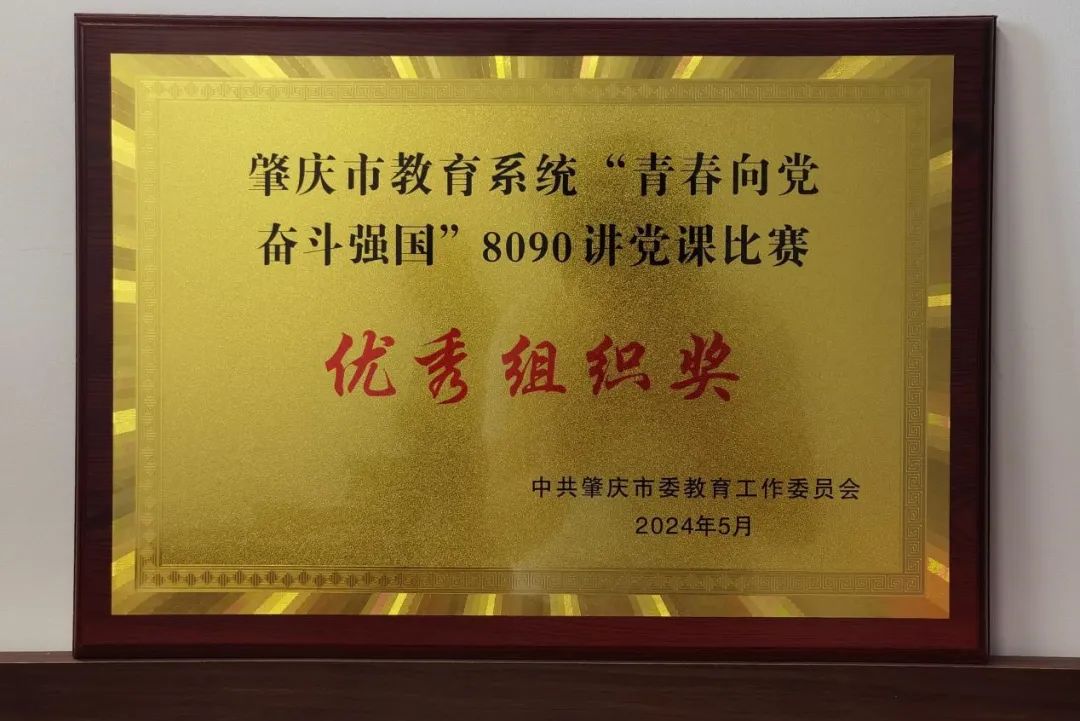 肇庆市教育系统“青春向党
奋斗强国”8090讲党课比赛
优秀组织奖
中共肇庆市委教育工作委员会
2024年5月